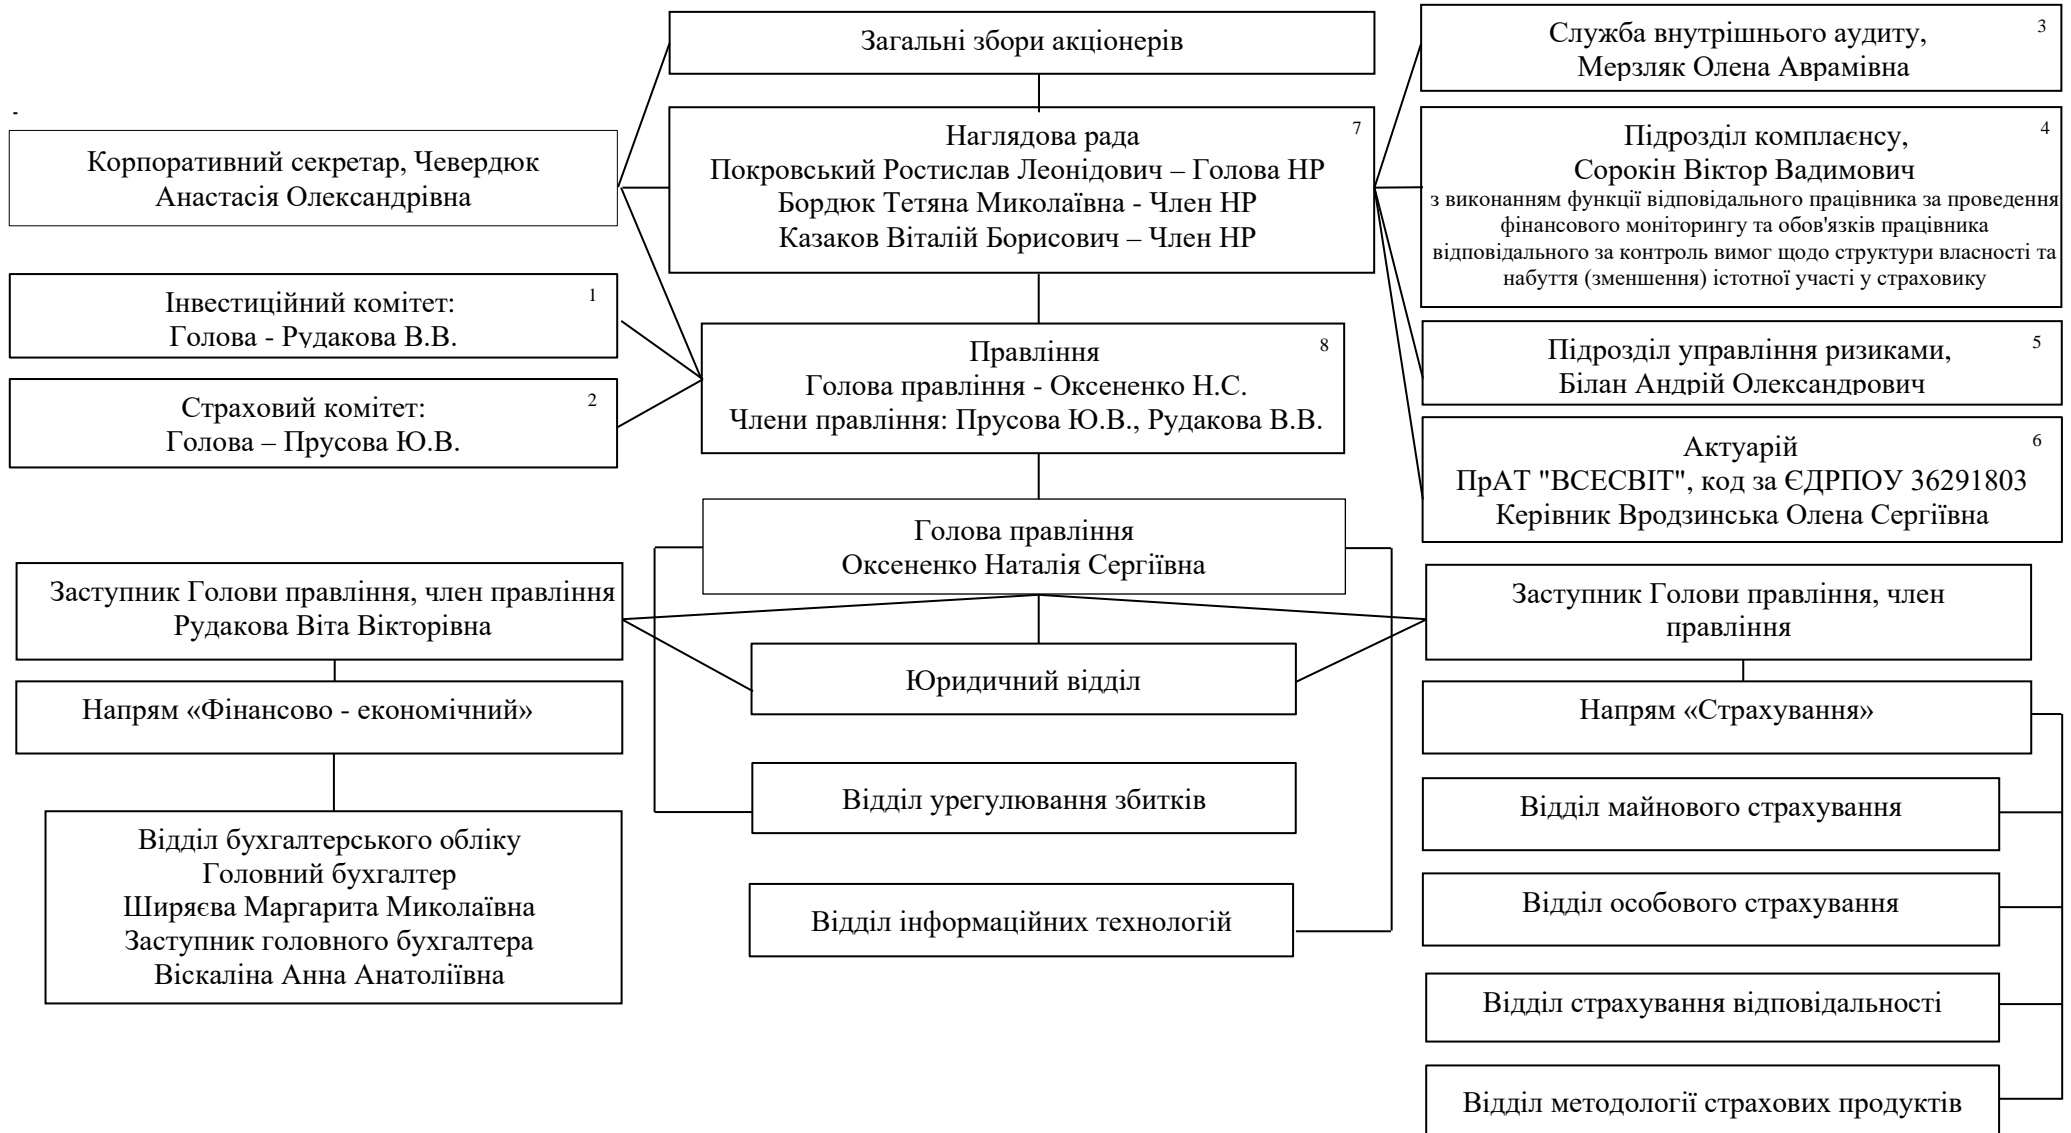 Загальні збори акціонерів
Служба внутрішнього аудиту,
3
Мерзляк Олена Аврамівна
-
Корпоративний секретар, Чевердюк
Анастасія Олександрівна
Наглядова рада
7
Покровський Ростислав Леонідович – Голова НР
Бордюк Тетяна Миколаївна - Член НР
Казаков Віталій Борисович – Член НР
Підрозділ комплаєнсу,
4
Сорокін Віктор Вадимович
з виконанням функції відповідального працівника за проведення
фінансового моніторингу та обов'язків працівника
відповідального за контроль вимог щодо структури власності та
набуття (зменшення) істотної участі у страховику
Інвестиційний комітет:
1
Голова - Рудакова В.В.
Страховий комітет:
2
Голова – Прусова Ю.В.
Правління
8
Голова правління - Оксененко Н.С.
Члени правління: Прусова Ю.В., Рудакова В.В.
Підрозділ управління ризиками,
5
Білан Андрій Олександрович
Актуарій
6
ПрАТ "ВСЕСВІТ", код за ЄДРПОУ 36291803
Керівник Вродзинська Олена Сергіївна
Голова правління
Оксененко Наталія Сергіївна
Заступник Голови правління, член правління
Рудакова Віта Вікторівна
Заступник Голови правління, член
правління
Юридичний відділ
Напрям «Фінансово - економічний»
Напрям «Страхування»
Відділ урегулювання збитків
Відділ майнового страхування
Відділ бухгалтерського обліку
Головний бухгалтер
Ширяєва Маргарита Миколаївна
Заступник головного бухгалтера
Віскаліна Анна Анатоліївна
Відділ інформаційних технологій
Відділ особового страхування
Відділ страхування відповідальності
Відділ методології страхових продуктів